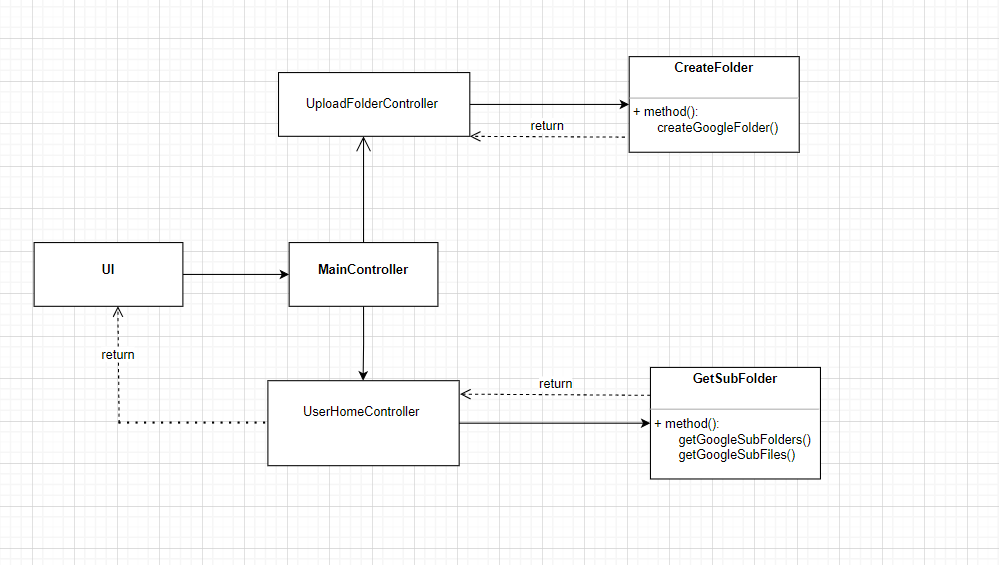 CreateFolder
UploadFolderController
+ method():
createGoogleFolder()
return
UI
MainController
return
UserHomeController
return
GetSubFolder
+ method():
getGoogleSubFolders()
getGoogleSubFiles()